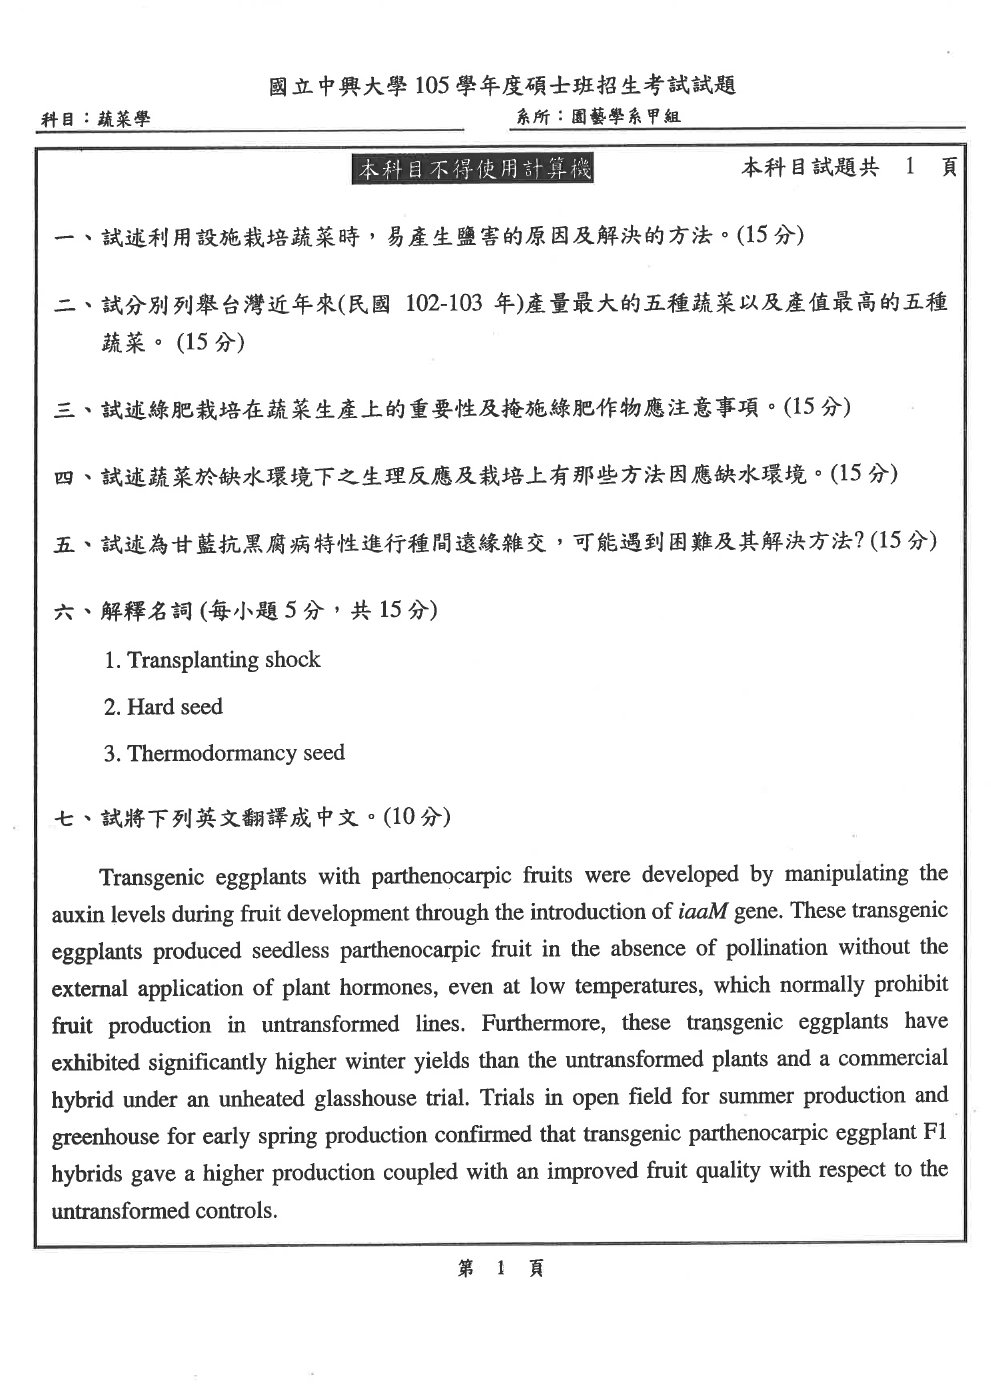 國立中興大學 105 學年度碩士班招生考試試題
科目：蔬菜學 系所：園藝學系甲組
本科目不得使用計算機 本科目試題共 1 頁
一、試述利用設施栽培蔬菜時，易產生鹽害的原因及解決的方法。(15 分)
二、試分別列舉台灣近年來(民國 102-103 年)產量最大的五種蔬菜以及產值最高的五種
蔬菜。 (15 分)
三、試述綠肥栽培在蔬菜生產上的重要性及掩施綠肥作物應注意事項。(15 分)
四、試述蔬菜於缺水環境下之生理反應及栽培上有那些方法因應缺水環境。(15 分)
五、試述為甘藍抗黑腐病特性進行種間遠緣雜交，可能遇到困難及其解決方法? (15 分)
六、解釋名詞 (每小題 5 分，共 15 分)
1. Transplanting shock
2. Hard seed
3. Thermodormancy seed
七、試將下列英文翻譯成中文。(10 分)
Transgenic eggplants with parthenocarpic fruits were developed by manipulating the
auxin levels during fruit development through the introduction of iaaM gene. These transgenic
eggplants produced seedless parthenocarpic fruit in the absence of pollination without the
external application of plant hormones, even at low temperatures, which normally prohibit
fruit production in untransformed lines. Furthermore, these transgenic eggplants have
exhibited significantly higher winter yields than the untransformed plants and a commercial
hybrid under an unheated glasshouse trial. Trials in open field for summer production and
greenhouse for early spring production confirmed that transgenic parthenocarpic eggplant F1
hybrids gave a higher production coupled with an improved fruit quality with respect to the
untransformed controls.
第 1 頁